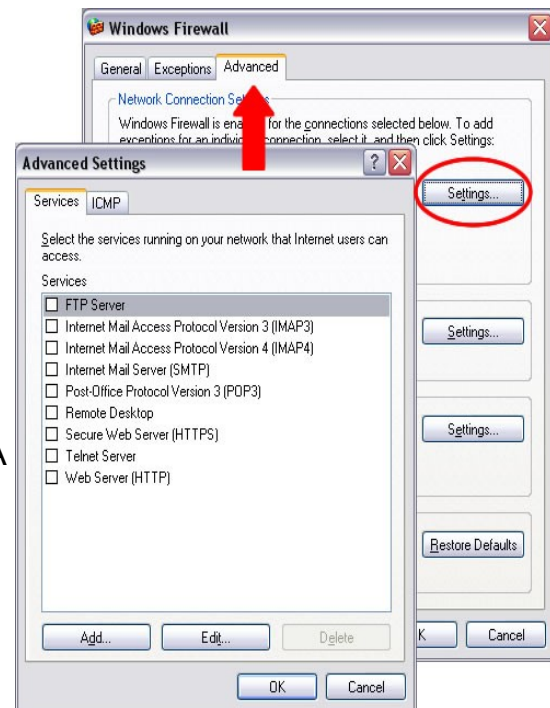 Windows Firewall
General Exceptions Advanced
Network Connection
Windows Firewall is for the connections selected below. To add
exceptions for an connection, select it, and then click Settings:
Settings...
Settings...
Settings...
Restore Defaults
Cancel
Advanced Settings
Services ICMP
Select the services running on your network that Internet users can
access.
Services
FTP Server
Internet Mail Access Protocol Version 3 (IMAP3)
Internet Mail Access Protocol Version 4 (IMAP4)
Internet Mail Server (SMTP)
Post-Office Protocol Version 3 (POP3)
Remote Desktop
Secure Web Server (HTTPS)
Telnet Server
Web Server (HTTP)
Add... Edit... Delete
OK Cancel
A